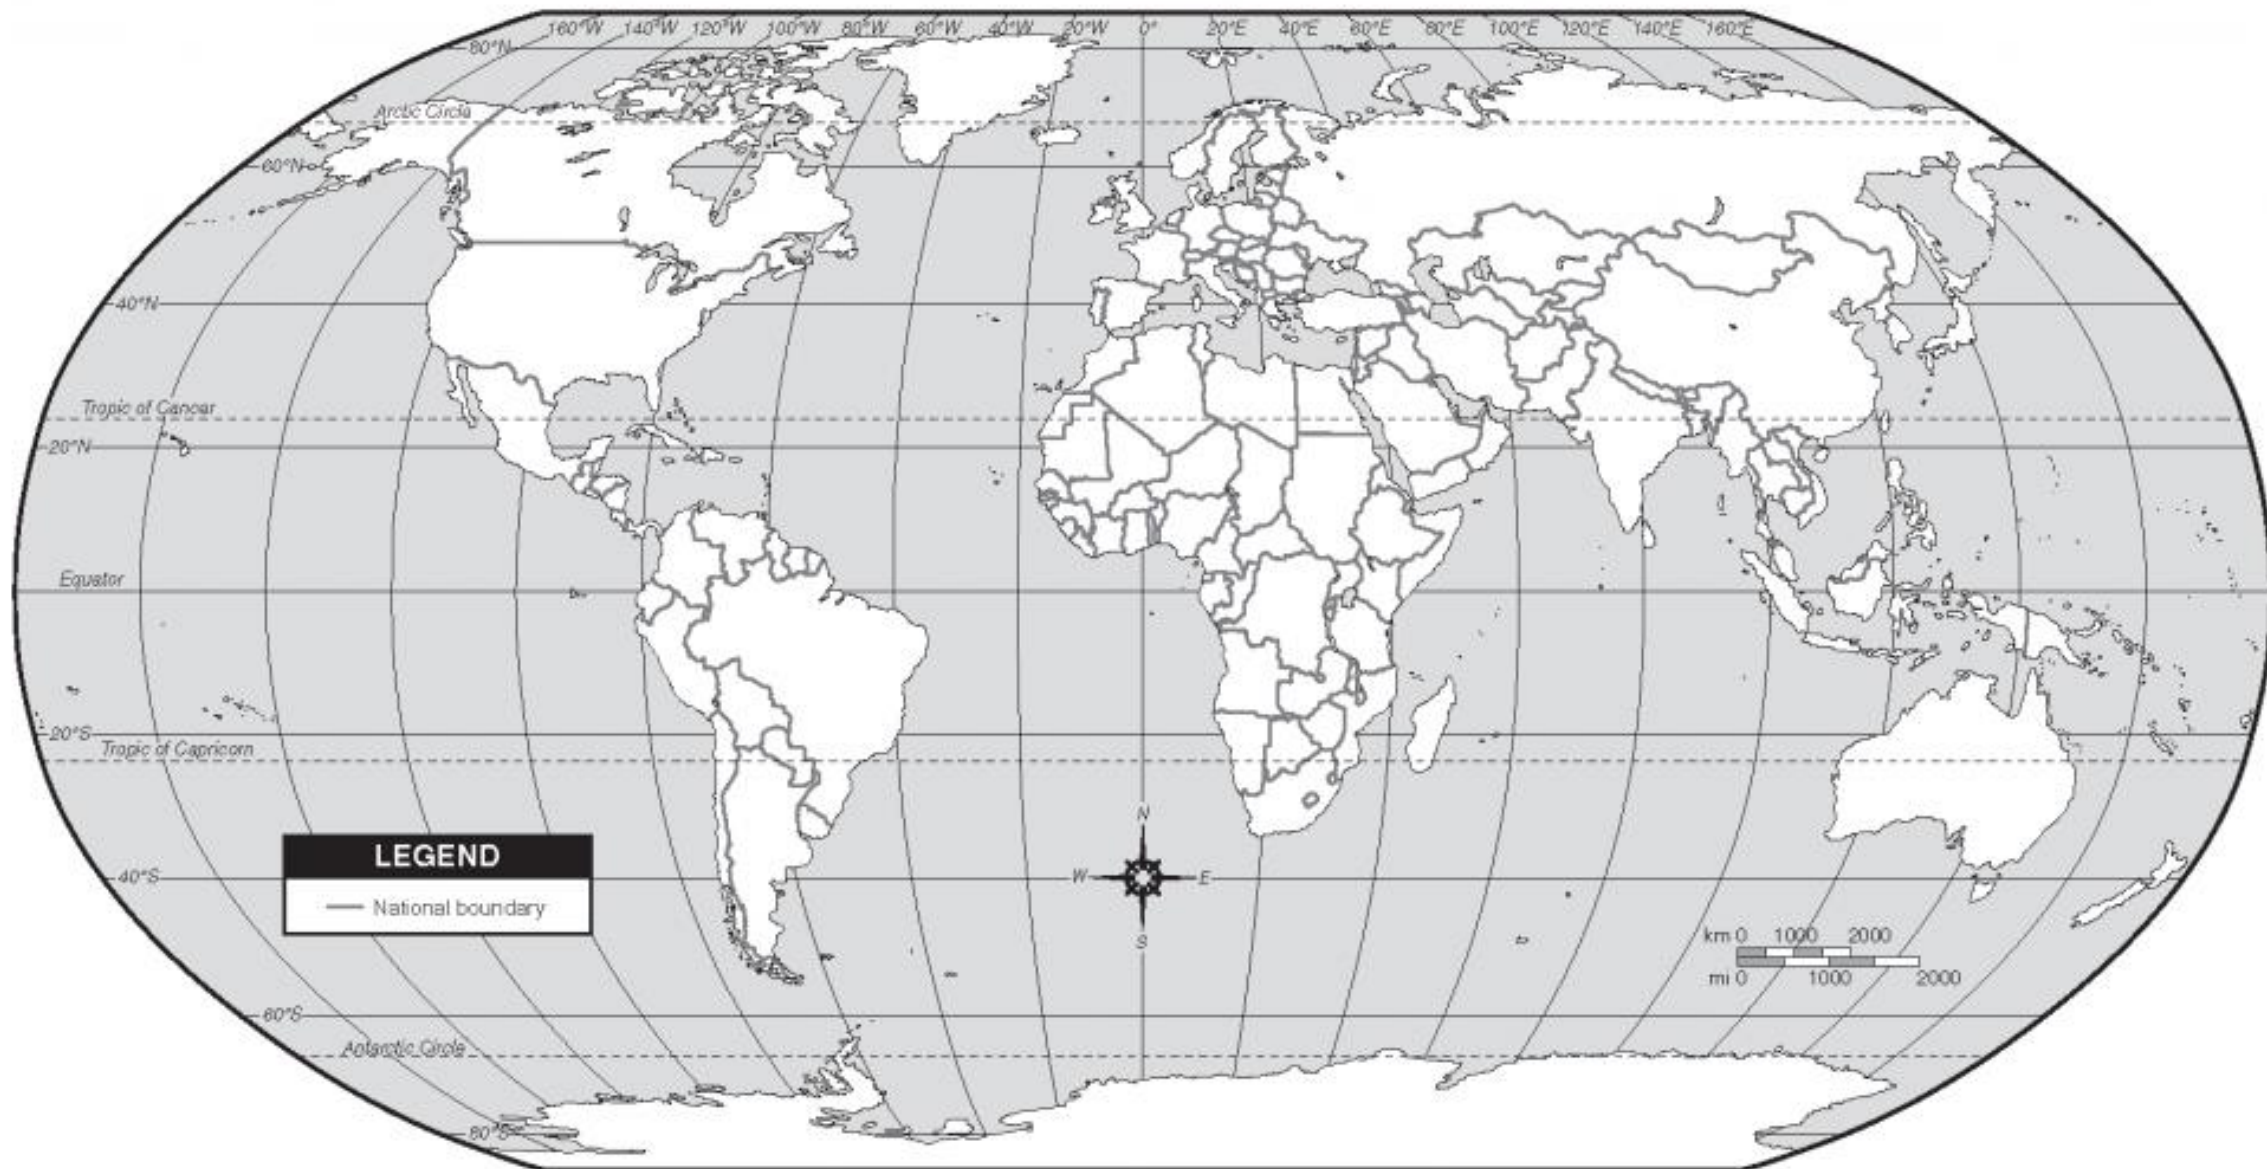 160°W 140°W 120°W 100°W 80°W 60°W 40°W 20°W 0° 20°E 40°E 60°E 80°E 100°E 120°E 140°E 160°E
80°N
Arctic Circle
60°N
40°N
Tropic of Cancer
20°N
Equator
20°S
Tropic of Capricorn
N
LEGEND
W E
40°S
National boundary
S
km 0 1000 2000
mi 0 1000 2000
60°S
Antarctic Circle
80°S